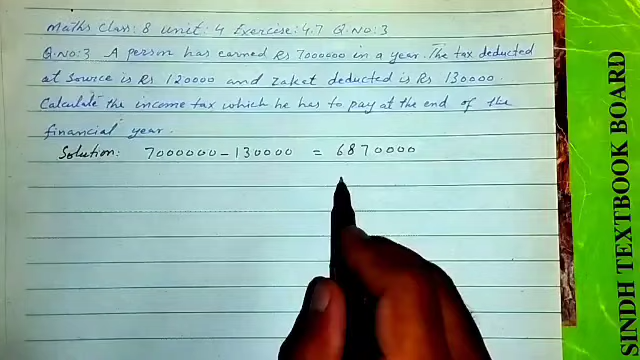 Maths Class: 8 Unit: 4 Exercise: 4.7 Q.No: 3
Q.No: 3 A person has earned Rs 7000000 in a year. The tax deducted
at source is Rs 120000 and Zaket deducted is Rs 130000.
Calculate the income tax which he has to pay at the end of the
financial year.
Solution: 7000000 - 130000 = 6870000
SINDH TEXTBOOK BOARD